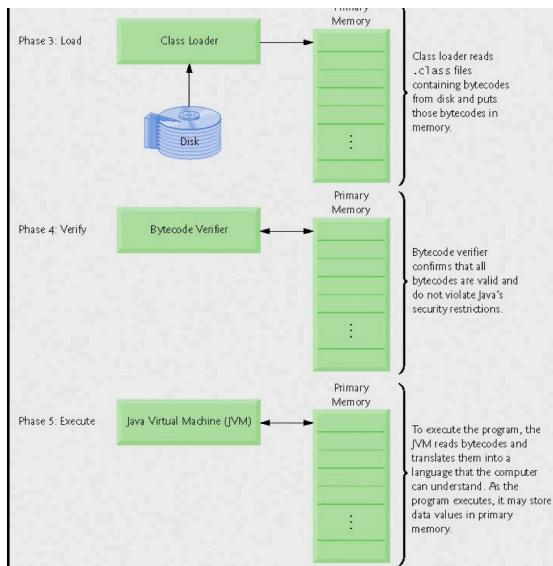 Primary
Memory
Phase 3: Load
Class Loader
Disk
Class loader reads
.class files
containing bytecodes
from disk and puts
those bytecodes in
memory.
Primary
Memory
Phase 4: Verify
Bytecode Verifier
Bytecode verifier
confirms that all
bytecodes are valid and
do not violate Java's
security restrictions.
Primary
Memory
Phase 5: Execute
Java Virtual Machine (JVM)
To execute the program, the
JVM reads bytecodes and
translates them into a
language that the computer
can understand. As the
program executes, it may store
data values in primary
memory.